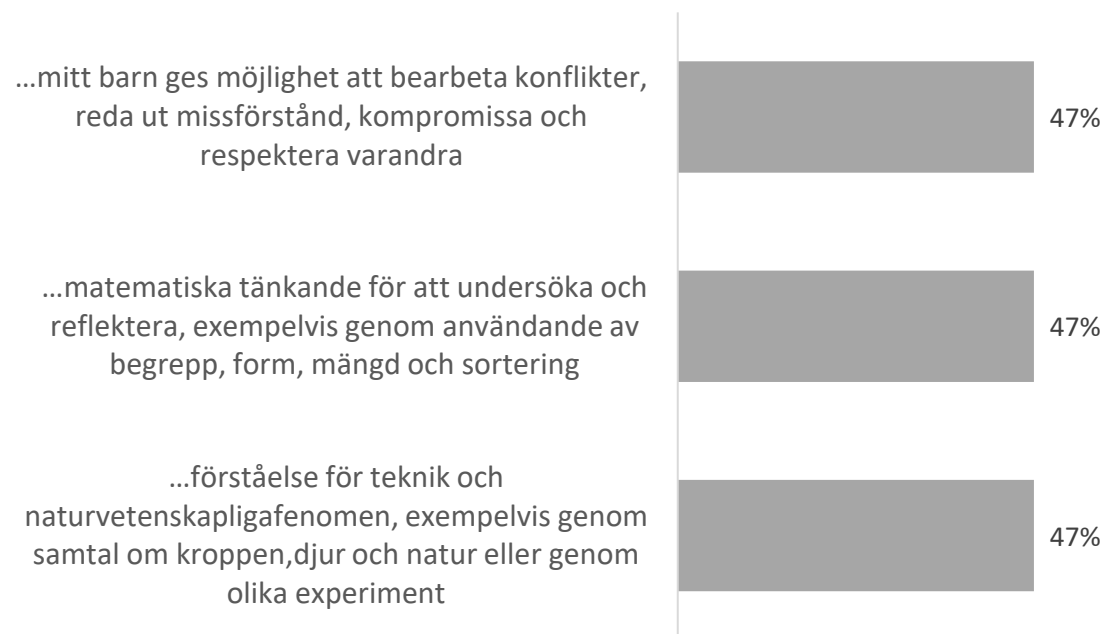 …mitt barn ges möjlighet att bearbeta konflikter,
reda ut missförstånd, kompromissa och
respektera varandra
47%
…matematiska tänkande för att undersöka och
reflektera, exempelvis genom användande av
begrepp, form, mängd och sortering
47%
…förståelse för teknik och
naturvetenskapligafenomen, exempelvis genom
samtal om kroppen,djur och natur eller genom
olika experiment
47%